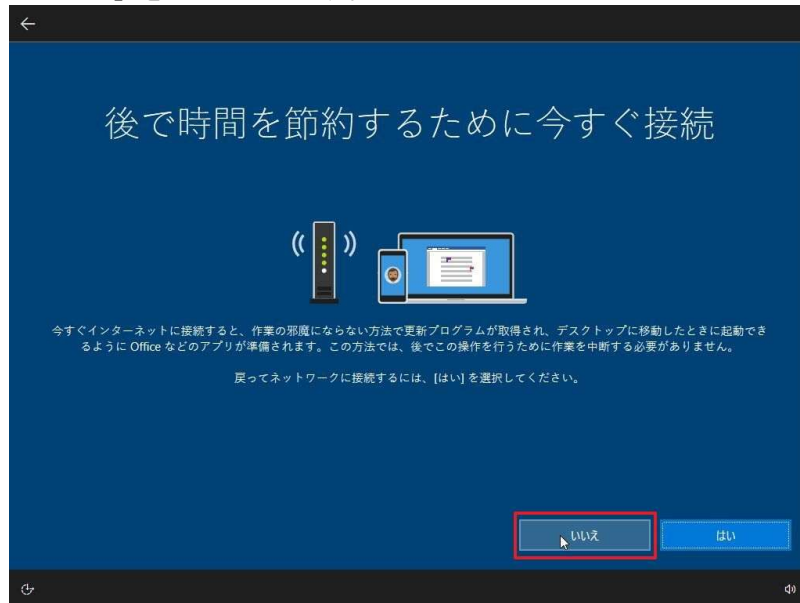 後で時間を節約するために今すぐ接続
今すぐインターネットに接続すると、作業の邪魔にならない方法で更新プログラムが取得され、デスクトップに移動したときに起動でき
るように Office などのアプリが準備されます。この方法では、後でこの操作を行うために作業を中断する必要がありません。
戻ってネットワークに接続するには、[はい] を選択してください。
いいえ
はい